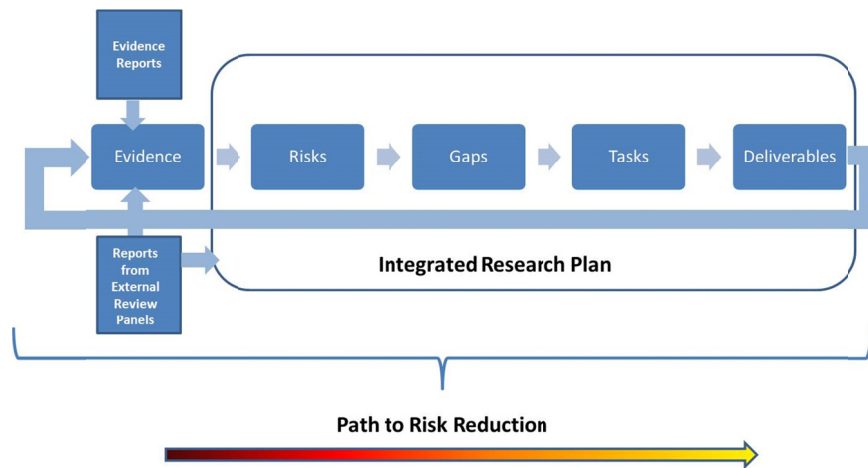 Evidence
Reports
Evidence
Risks
Gaps
Tasks
Deliverables
Reports
from
External
Review
Panels
Integrated Research Plan
Path to Risk Reduction